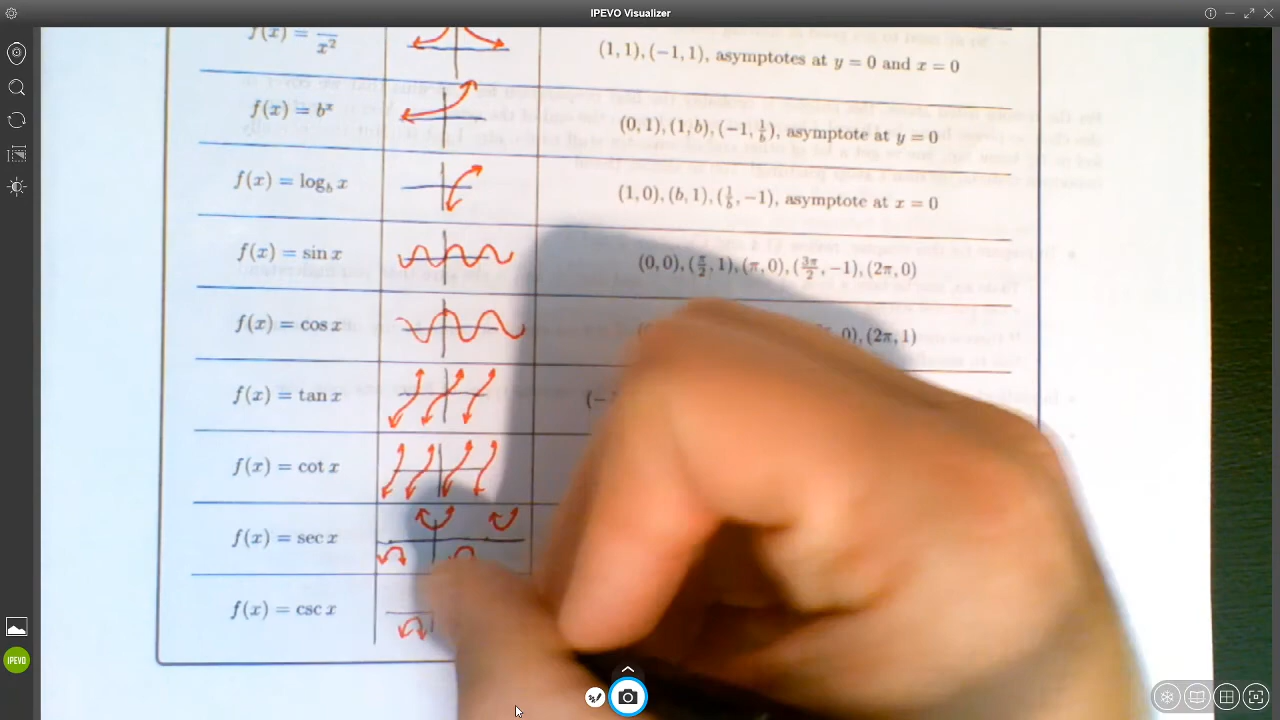 IPEVO Visualizer
f(x) = 1/x²
(1, 1), (−1, 1), asymptotes at y = 0 and x = 0
f(x) = bˣ
(0, 1), (1, b), (−1, 1/b), asymptote at y = 0
f(x) = log_b x
(1, 0), (b, 1), (1/b, −1), asymptote at x = 0
f(x) = sin x
(0, 0), (π/2, 1), (π, 0), (3π/2, −1), (2π, 0)
f(x) = cos x
0), (2π, 1)
f(x) = tan x
(−
f(x) = cot x
f(x) = sec x
f(x) = csc x
IPEVO